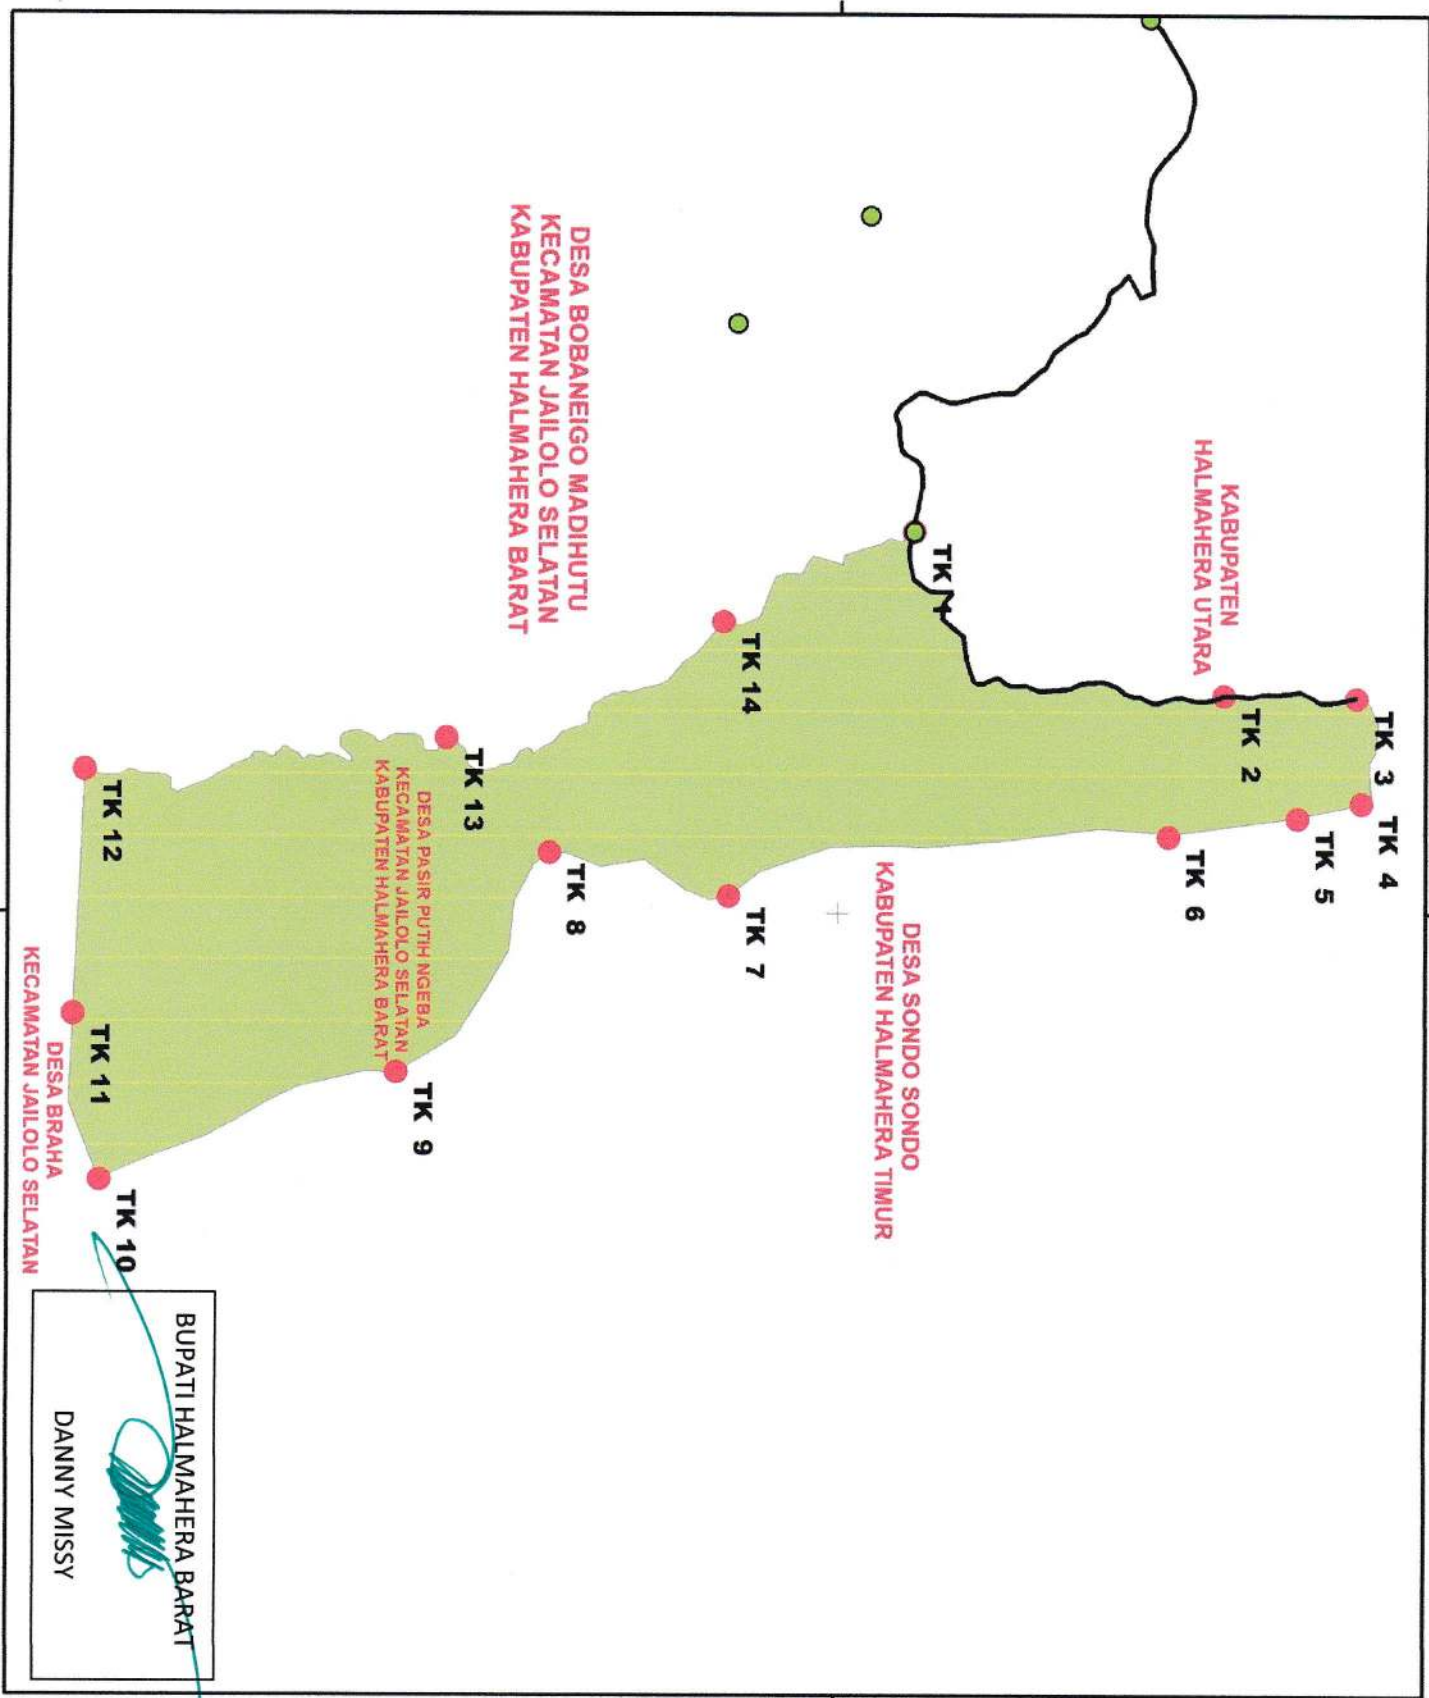 KABUPATEN
HALMAHERA UTARA
TK 3
TK 4
TK 2
TK 5
TK 6
TK 1
DESA SONDO SONDO
KABUPATEN HALMAHERA TIMUR
TK 14
TK 7
DESA BOBANEIGO MADIHUTU
KECAMATAN JAILOLO SELATAN
KABUPATEN HALMAHERA BARAT
TK 8
TK 13
DESA PASIR PUTIH NGEBA
KECAMATAN JAILOLO SELATAN
KABUPATEN HALMAHERA BARAT
TK 9
TK 12
TK 11
TK 10
DESA BRAHA
KECAMATAN JAILOLO SELATAN
BUPATI HALMAHERA BARAT
DANNY MISSY